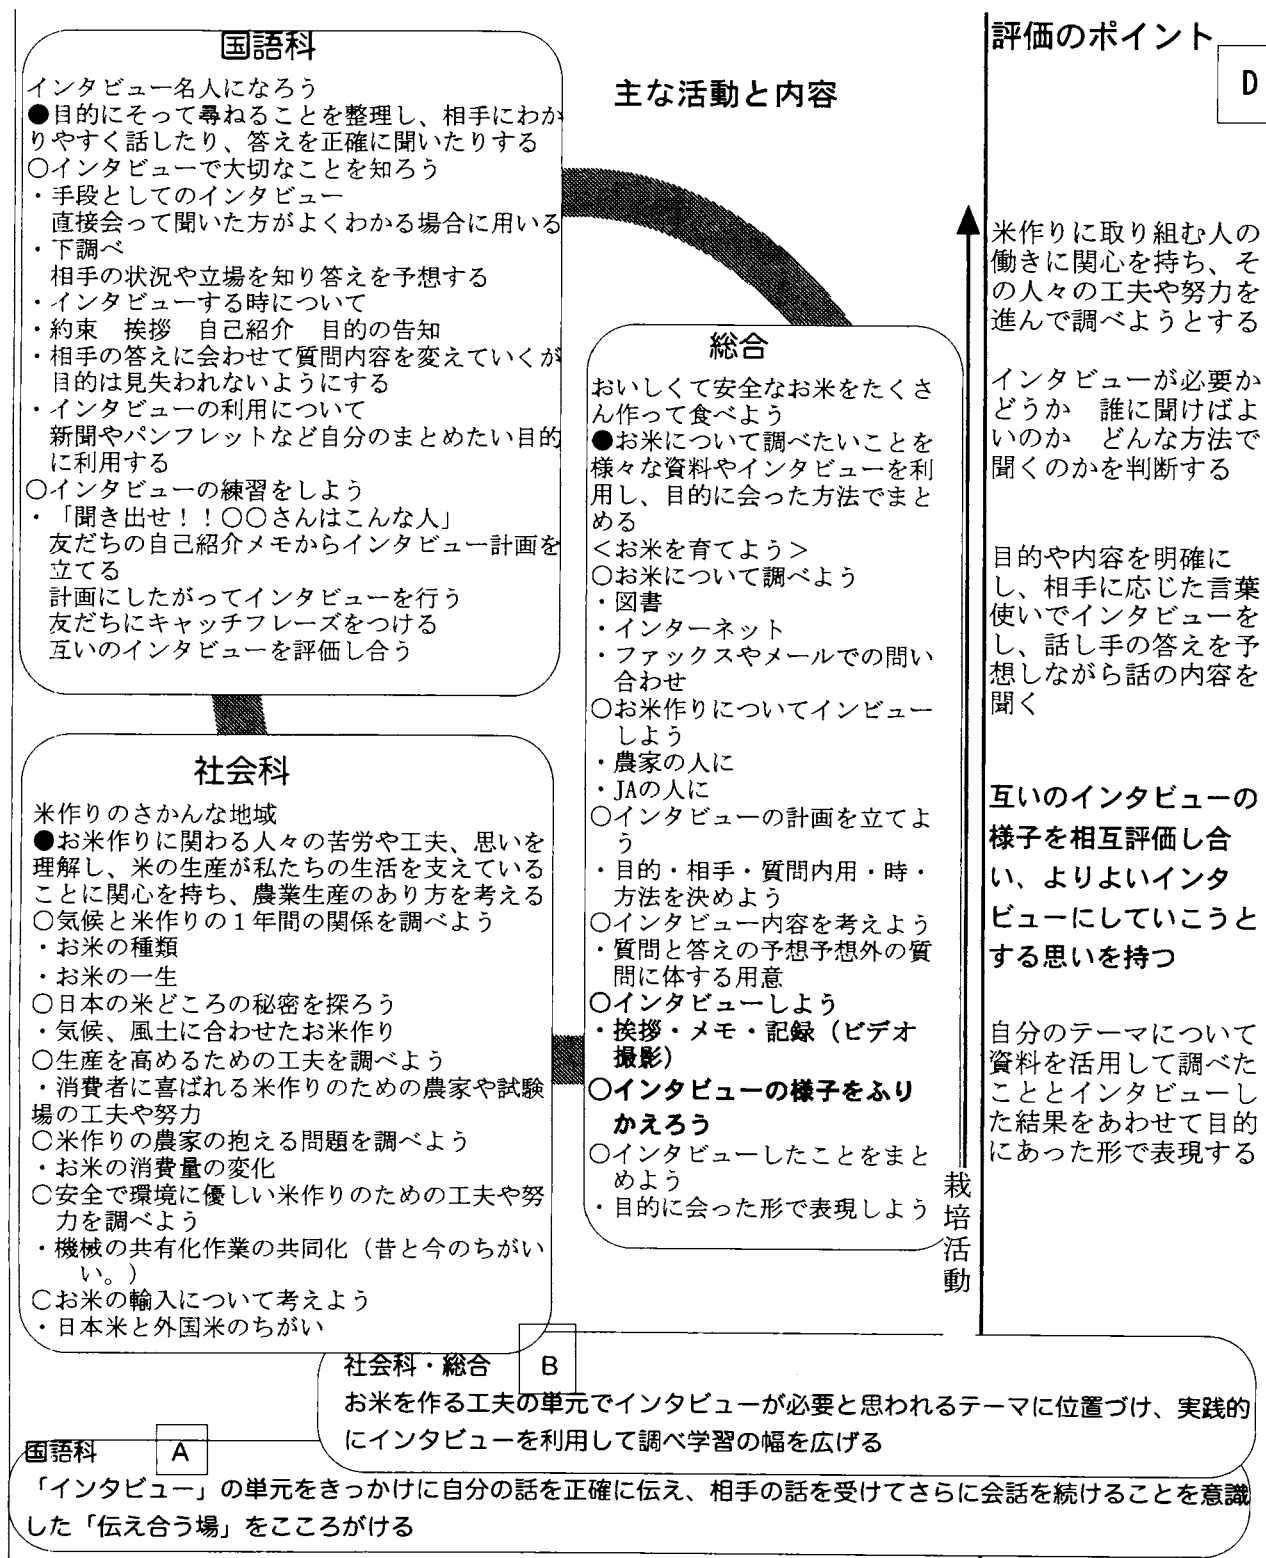 国語科
インタビュー名人になろう
●目的にそって尋ねることを整理し、相手にわか
りやすく話したり、答えを正確に聞いたりする
○インタビューで大切なことを知ろう
・手段としてのインタビュー
直接会って聞いた方がよくわかる場合に用いる
・下調べ
相手の状況や立場を知り答えを予想する
・インタビューする時について
・約束　挨拶　自己紹介　目的の告知
・相手の答えに会わせて質問内容を変えていくが
目的は見失われないようにする
・インタビューの利用について
新聞やパンフレットなど自分のまとめたい目的
に利用する
○インタビューの練習をしよう
・「聞き出せ！！○○さんはこんな人」
友だちの自己紹介メモからインタビュー計画を
立てる
計画にしたがってインタビューを行う
友だちにキャッチフレーズをつける
互いのインタビューを評価し合う
社会科
米作りのさかんな地域
●お米作りに関わる人々の苦労や工夫、思いを
理解し、米の生産が私たちの生活を支えている
ことに関心を持ち、農業生産のあり方を考える
○気候と米作りの１年間の関係を調べよう
・お米の種類
・お米の一生
○日本の米どころの秘密を探ろう
・気候、風土に合わせたお米作り
○生産を高めるための工夫を調べよう
・消費者に喜ばれる米作りのための農家や試験
場の工夫や努力
○米作りの農家の抱える問題を調べよう
・お米の消費量の変化
○安全で環境に優しい米作りのための工夫や努
力を調べよう
・機械の共有化作業の共同化（昔と今のちがい
い。）
○お米の輸入について考えよう
・日本米と外国米のちがい
主な活動と内容
総合
おいしくて安全なお米をたくさ
ん作って食べよう
●お米について調べたいことを
様々な資料やインタビューを利
用し、目的に会った方法でまと
める
＜お米を育てよう＞
○お米について調べよう
・図書
・インターネット
・ファックスやメールでの問い
合わせ
○お米作りについてインビュー
しよう
・農家の人に
・JAの人に
○インタビューの計画を立てよ
う
・目的・相手・質問内用・時・
方法を決めよう
○インタビュー内容を考えよう
・質問と答えの予想予想外の質
問に体する用意
○インタビューしよう
・挨拶・メモ・記録（ビデオ
撮影）
○インタビューの様子をふり
かえろう
○インタビューしたことをまと
めよう
・目的に会った形で表現しよう
栽培活動
評価のポイント
D
米作りに取り組む人の
働きに関心を持ち、そ
の人々の工夫や努力を
進んで調べようとする
インタビューが必要か
どうか　誰に聞けばよ
いのか　どんな方法で
聞くのかを判断する
目的や内容を明確に
し、相手に応じた言葉
使いでインタビューを
し、話し手の答えを予
想しながら話の内容を
聞く
互いのインタビューの
様子を相互評価し合
い、よりよいインタ
ビューにしていこうと
する思いを持つ
自分のテーマについて
資料を活用して調べた
こととインタビューし
た結果をあわせて目的
にあった形で表現する
社会科・総合　B
お米を作る工夫の単元でインタビューが必要と思われるテーマに位置づけ、実践的
にインタビューを利用して調べ学習の幅を広げる
国語科　A
「インタビュー」の単元をきっかけに自分の話を正確に伝え、相手の話を受けてさらに会話を続けることを意識
した「伝え合う場」をこころがける